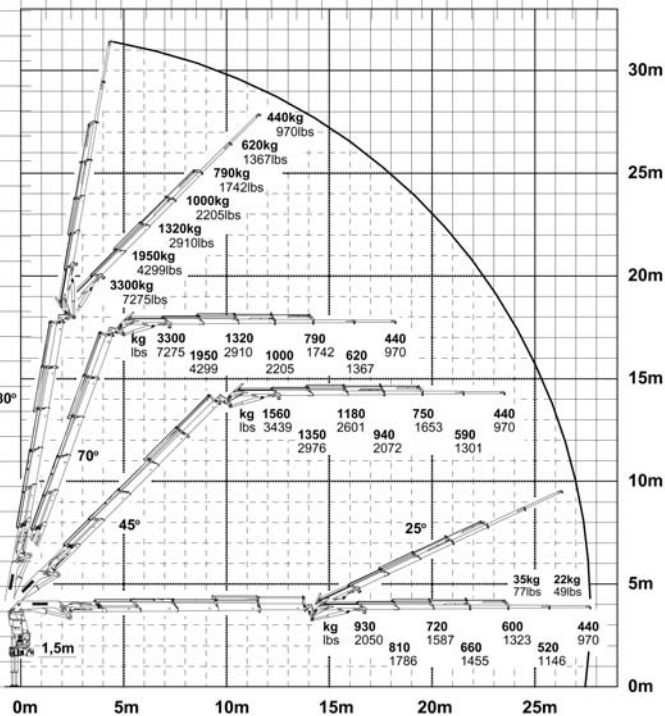 30m
440kg
970lbs
620kg
1367lbs
25m
790kg
1742lbs
1000kg
2205lbs
1320kg
2910lbs
1950kg
4299lbs
20m
3300kg
7275lbs
kg 3300 1320 790 440
lbs 7275 1950 2910 1000 1742 620 970
4299 2205 1367
15m
80º
kg 1560 1180 750 440
lbs 3439 1350 2601 940 1653 590 970
2976 2072 1301
70º
10m
45º
25º
35kg 22kg
77lbs 49lbs
5m
kg 930 720 600 440
lbs 2050 810 1587 660 1323 520 970
1786 1455 1146
1,5m
0m
0m 5m 10m 15m 20m 25m